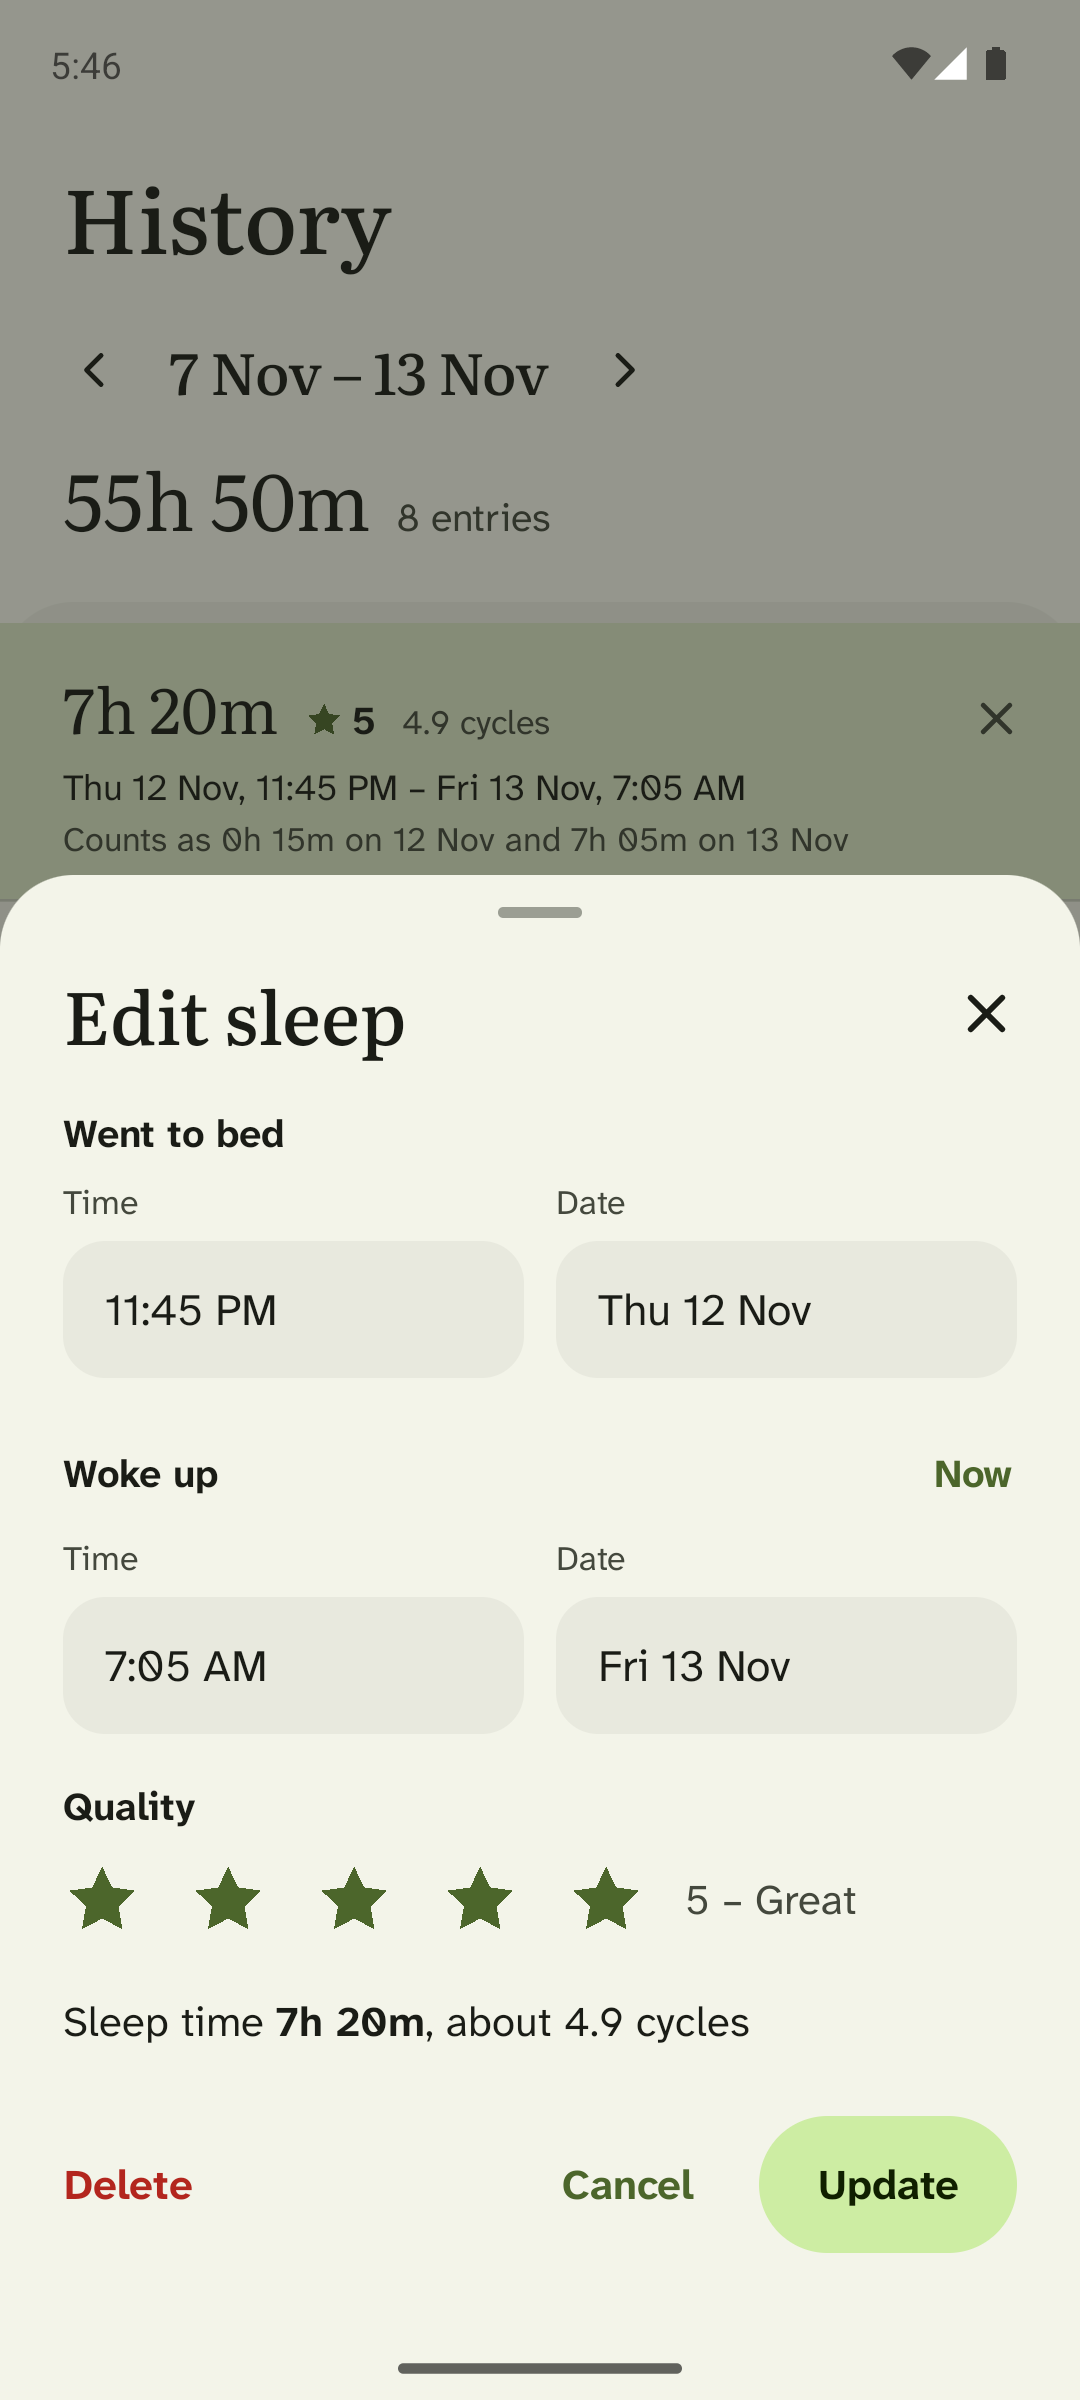 5:46
History
7 Nov – 13 Nov
55h 50m 8 entries
7h 20m 5 4.9 cycles
Thu 12 Nov, 11:45 PM – Fri 13 Nov, 7:05 AM
Counts as 0h 15m on 12 Nov and 7h 05m on 13 Nov
Edit sleep
Went to bed
Time Date
11:45 PM Thu 12 Nov
Woke up Now
Time Date
7:05 AM Fri 13 Nov
Quality
5 – Great
Sleep time 7h 20m, about 4.9 cycles
Delete Cancel Update